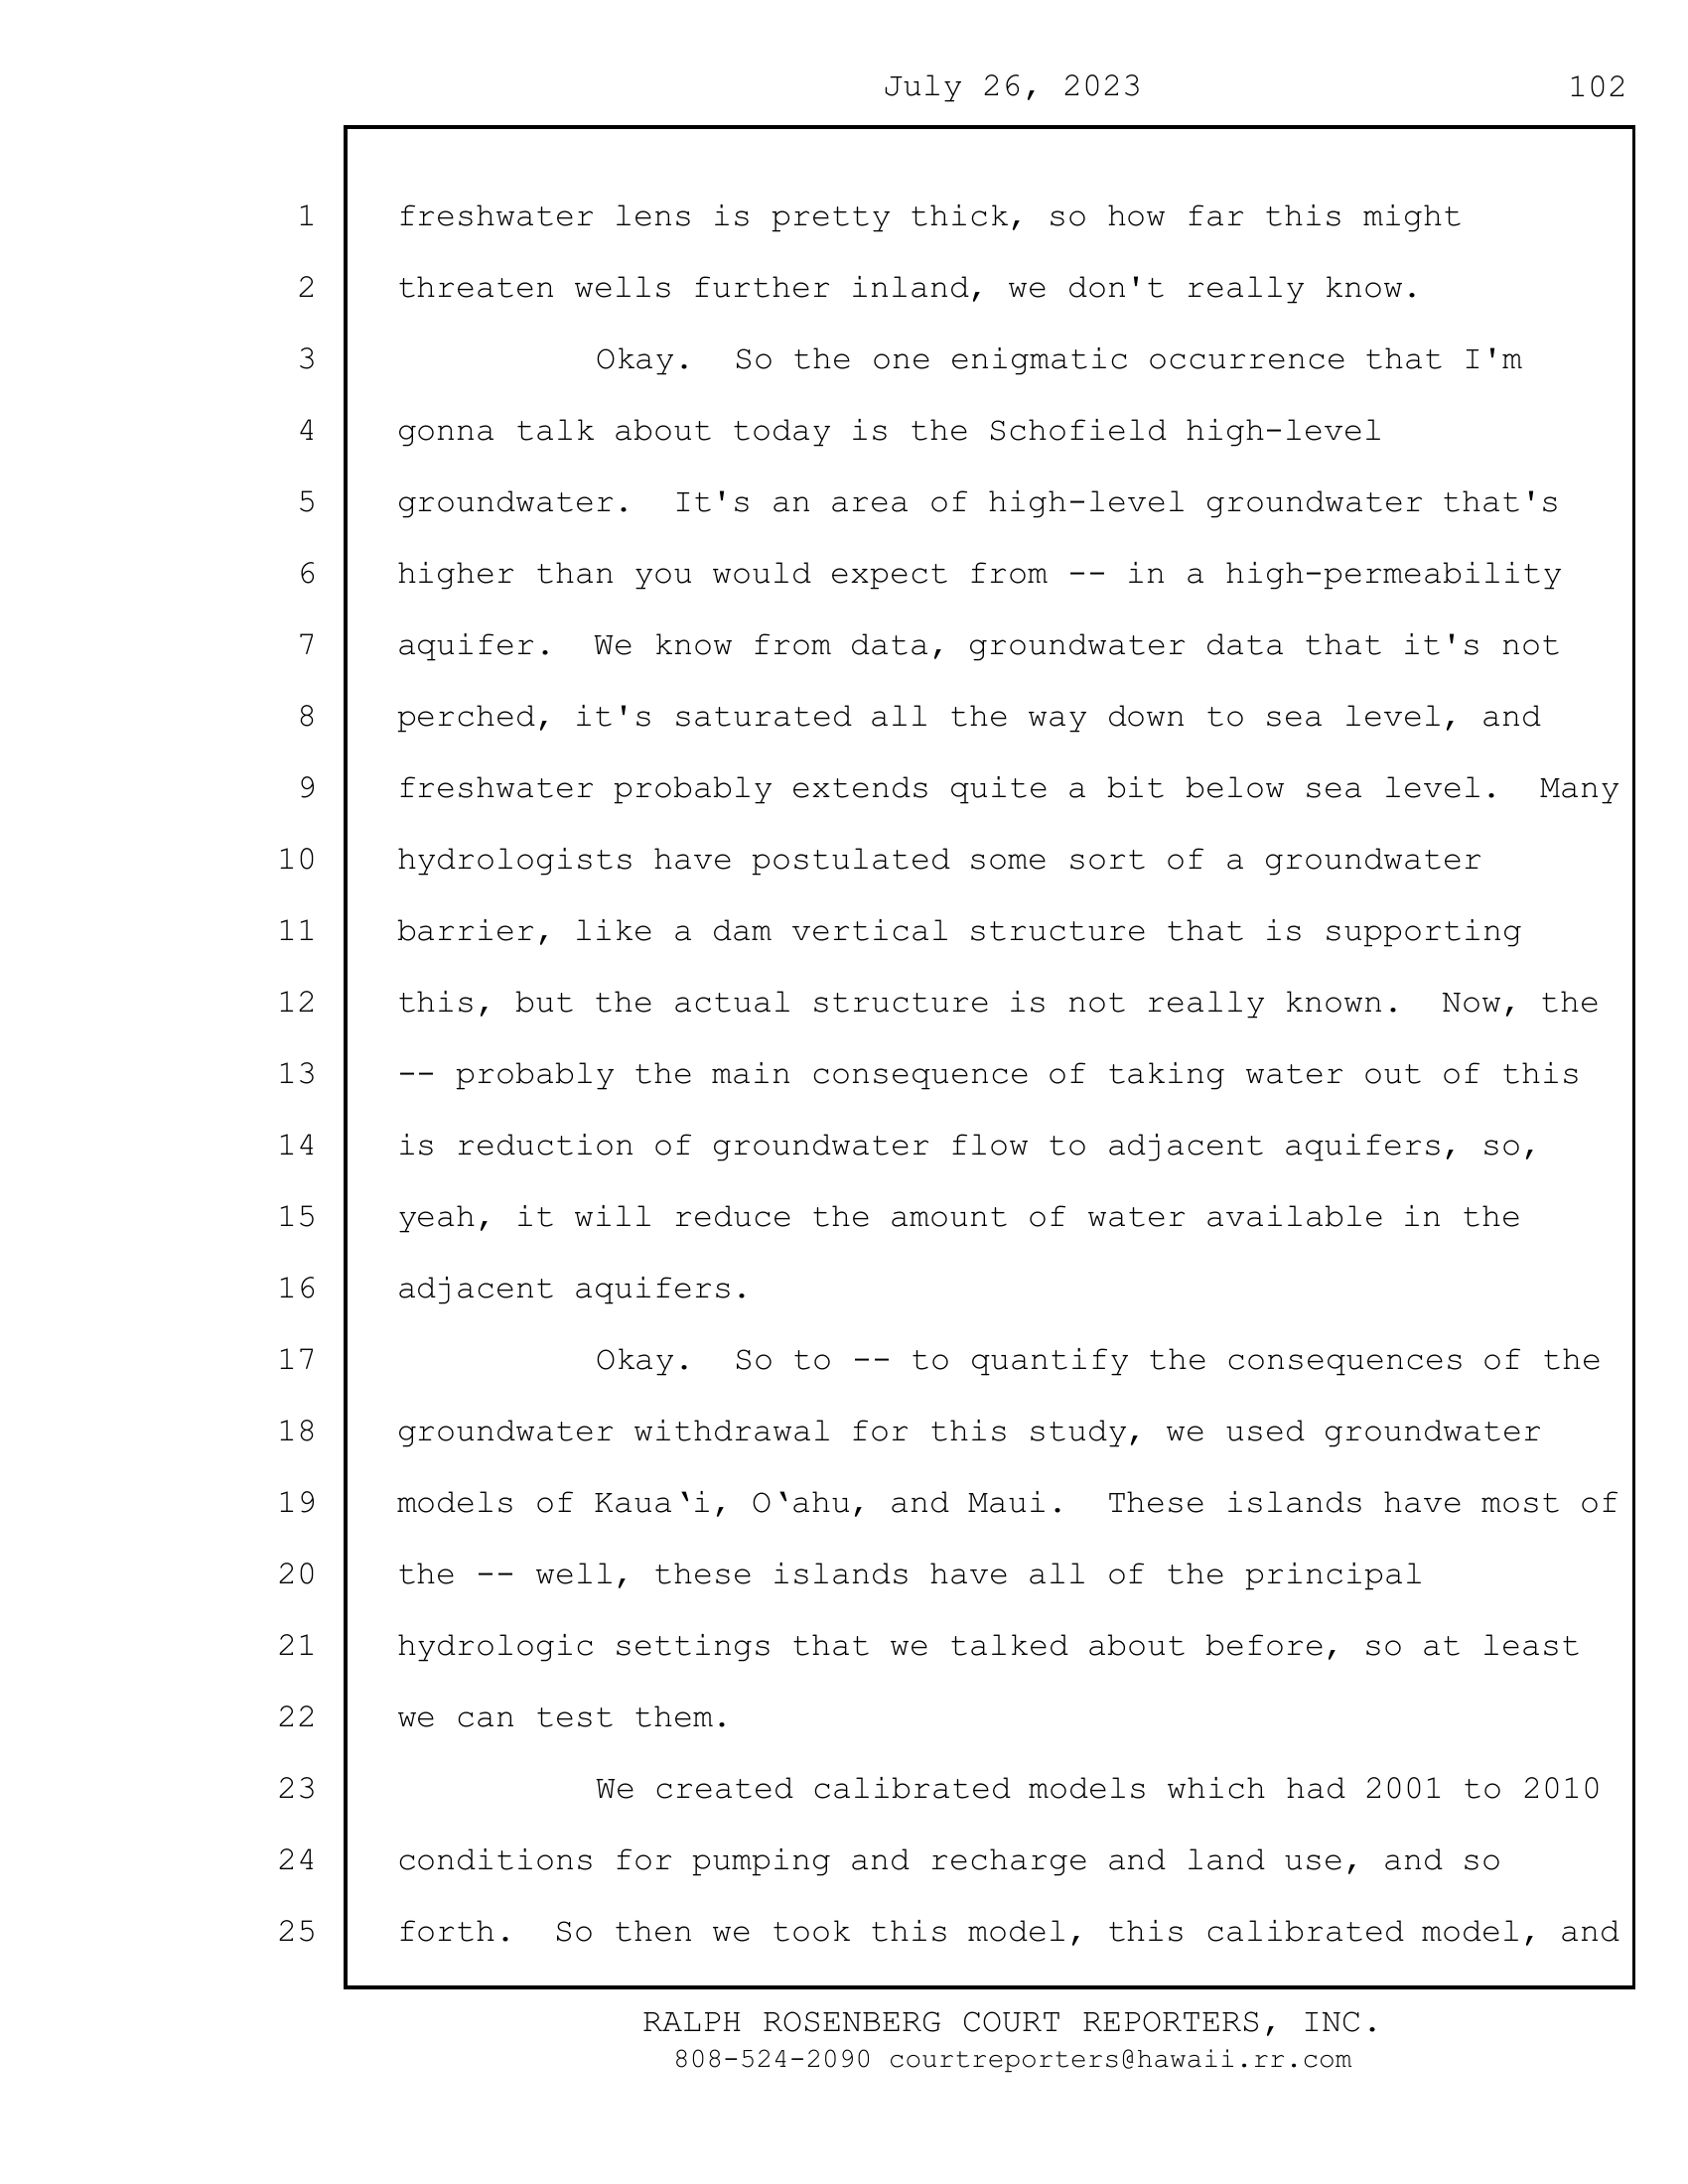 July 26, 2023 102
1 freshwater lens is pretty thick, so how far this might
2 threaten wells further inland, we don't really know.
3 Okay.  So the one enigmatic occurrence that I'm
4 gonna talk about today is the Schofield high-level
5 groundwater.  It's an area of high-level groundwater that's
6 higher than you would expect from -- in a high-permeability
7 aquifer.  We know from data, groundwater data that it's not
8 perched, it's saturated all the way down to sea level, and
9 freshwater probably extends quite a bit below sea level.  Many
10 hydrologists have postulated some sort of a groundwater
11 barrier, like a dam vertical structure that is supporting
12 this, but the actual structure is not really known.  Now, the
13 -- probably the main consequence of taking water out of this
14 is reduction of groundwater flow to adjacent aquifers, so,
15 yeah, it will reduce the amount of water available in the
16 adjacent aquifers.
17 Okay.  So to -- to quantify the consequences of the
18 groundwater withdrawal for this study, we used groundwater
19 models of Kauaʻi, Oʻahu, and Maui.  These islands have most of
20 the -- well, these islands have all of the principal
21 hydrologic settings that we talked about before, so at least
22 we can test them.
23 We created calibrated models which had 2001 to 2010
24 conditions for pumping and recharge and land use, and so
25 forth.  So then we took this model, this calibrated model, and
RALPH ROSENBERG COURT REPORTERS, INC.
808-524-2090 courtreporters@hawaii.rr.com